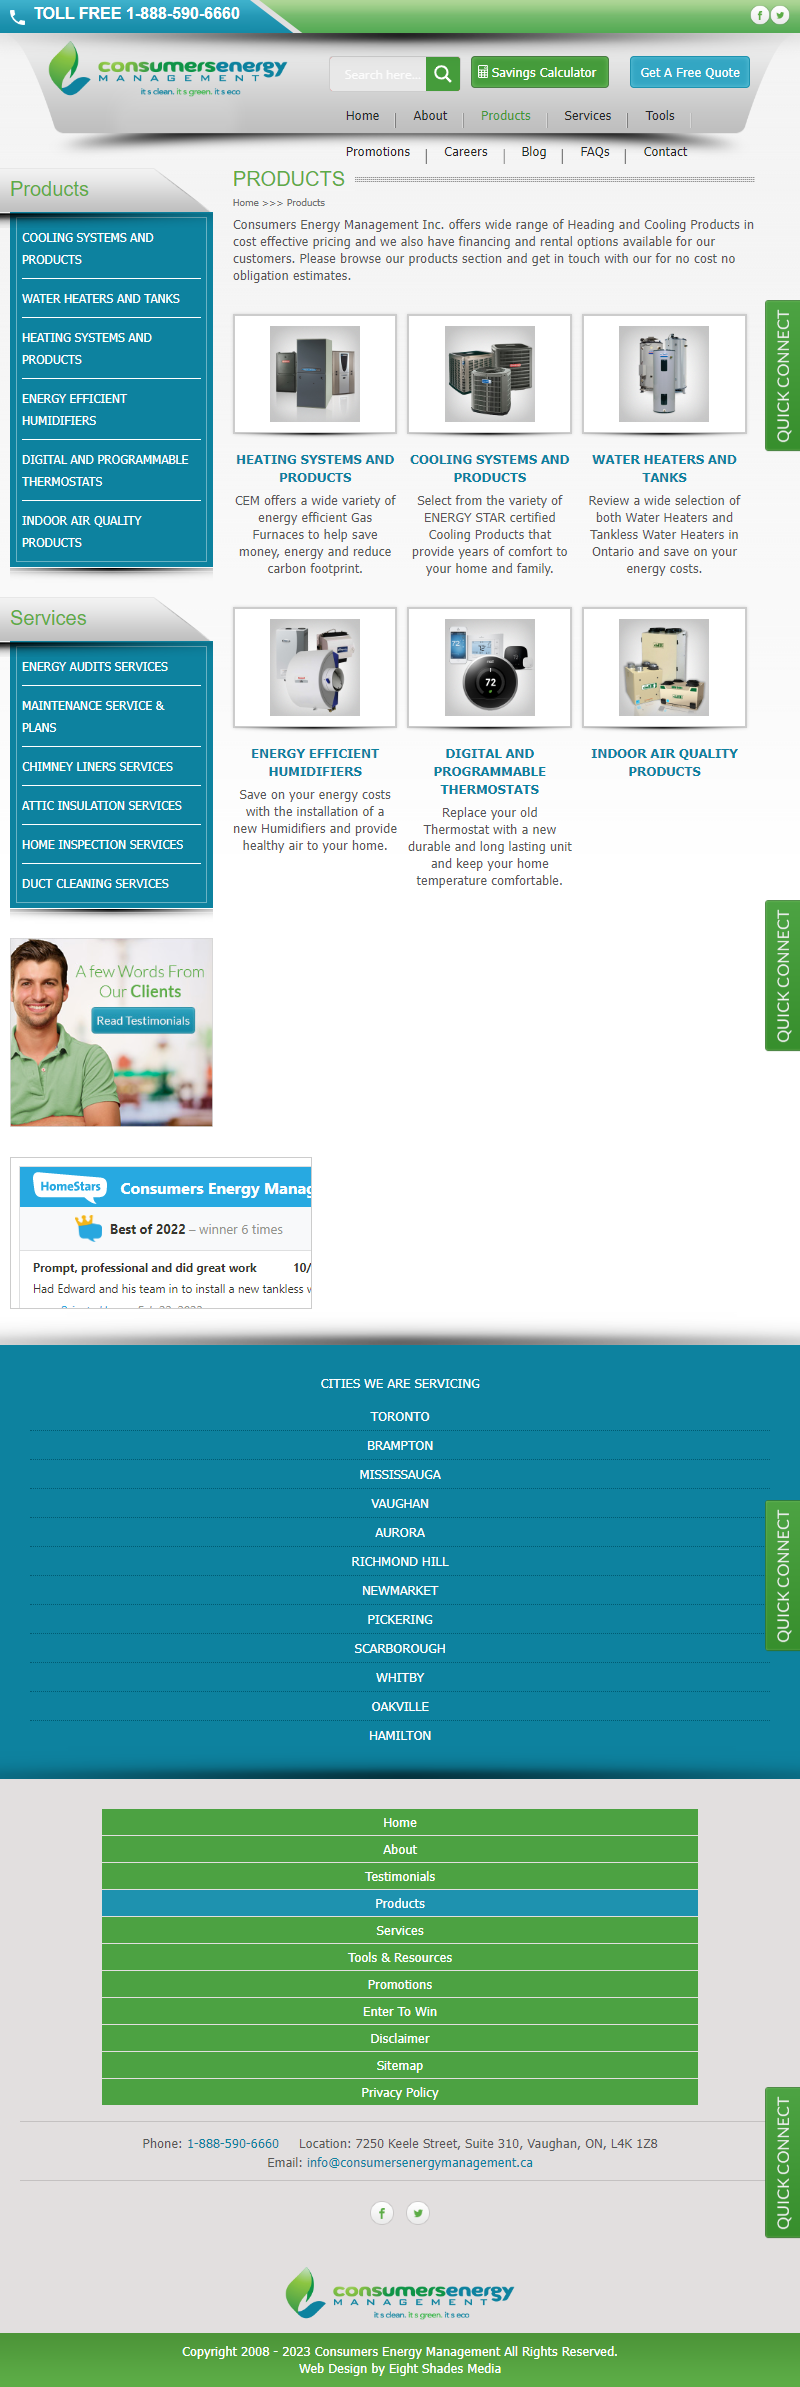 TOLL FREE 1-888-590-6660
consumersenergy
MANAGEMENT
it s clean. it s green. it s eco
Search here...
Savings Calculator
Get A Free Quote
Home
About
Products
Services
Tools
Promotions
Careers
Blog
FAQs
Contact
Products
COOLING SYSTEMS AND
PRODUCTS
WATER HEATERS AND TANKS
HEATING SYSTEMS AND
PRODUCTS
ENERGY EFFICIENT
HUMIDIFIERS
DIGITAL AND PROGRAMMABLE
THERMOSTATS
INDOOR AIR QUALITY
PRODUCTS
Services
ENERGY AUDITS SERVICES
MAINTENANCE SERVICE &
PLANS
CHIMNEY LINERS SERVICES
ATTIC INSULATION SERVICES
HOME INSPECTION SERVICES
DUCT CLEANING SERVICES
A few Words From
Our Clients
Read Testimonials
HomeStars
Consumers Energy Manag
Best of 2022 – winner 6 times
Prompt, professional and did great work 10/
Had Edward and his team in to install a new tankless w
PRODUCTS
Home >>> Products
Consumers Energy Management Inc. offers wide range of Heading and Cooling Products in
cost effective pricing and we also have financing and rental options available for our
customers. Please browse our products section and get in touch with our for no cost no
obligation estimates.
HEATING SYSTEMS AND
PRODUCTS
CEM offers a wide variety of
energy efficient Gas
Furnaces to help save
money, energy and reduce
carbon footprint.
COOLING SYSTEMS AND
PRODUCTS
Select from the variety of
ENERGY STAR certified
Cooling Products that
provide years of comfort to
your home and family.
WATER HEATERS AND
TANKS
Review a wide selection of
both Water Heaters and
Tankless Water Heaters in
Ontario and save on your
energy costs.
ENERGY EFFICIENT
HUMIDIFIERS
Save on your energy costs
with the installation of a
new Humidifiers and provide
healthy air to your home.
72
72
72
DIGITAL AND
PROGRAMMABLE
THERMOSTATS
Replace your old
Thermostat with a new
durable and long lasting unit
and keep your home
temperature comfortable.
INDOOR AIR QUALITY
PRODUCTS
QUICK CONNECT
QUICK CONNECT
QUICK CONNECT
QUICK CONNECT
CITIES WE ARE SERVICING
TORONTO
BRAMPTON
MISSISSAUGA
VAUGHAN
AURORA
RICHMOND HILL
NEWMARKET
PICKERING
SCARBOROUGH
WHITBY
OAKVILLE
HAMILTON
Home
About
Testimonials
Products
Services
Tools & Resources
Promotions
Enter To Win
Disclaimer
Sitemap
Privacy Policy
Phone: 1-888-590-6660 Location: 7250 Keele Street, Suite 310, Vaughan, ON, L4K 1Z8
Email: info@consumersenergymanagement.ca
consumersenergy
MANAGEMENT
it s clean. it s green. it s eco
Copyright 2008 - 2023 Consumers Energy Management All Rights Reserved.
Web Design by Eight Shades Media